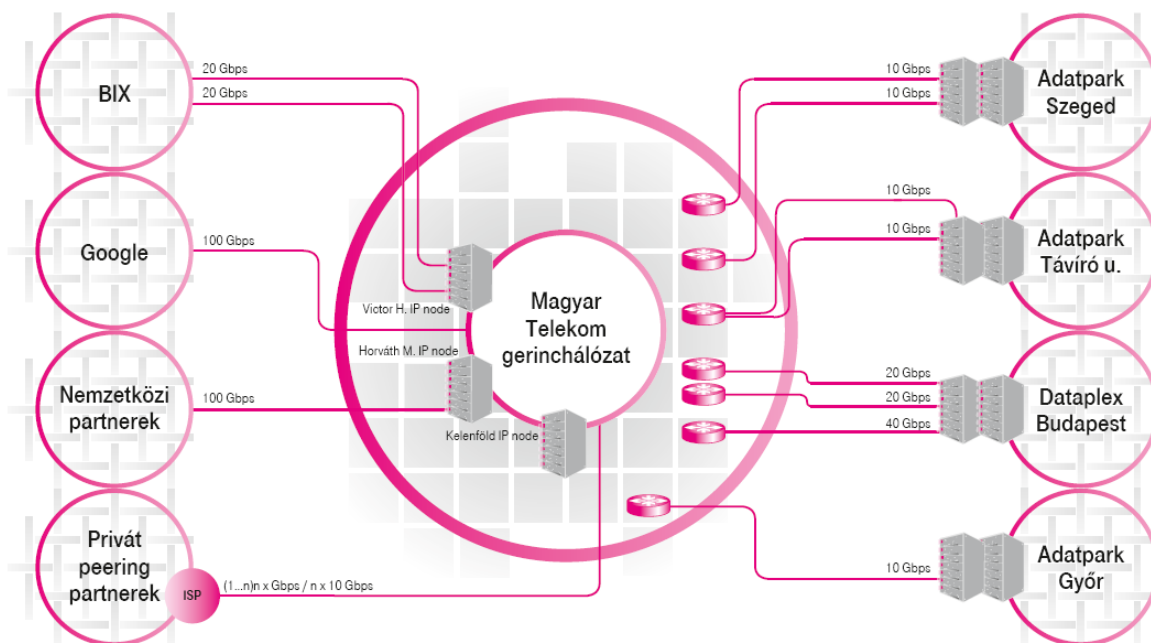 BIX
20 Gbps
20 Gbps
Google
100 Gbps
Nemzetközi
partnerek
100 Gbps
Privát
peering
partnerek
ISP
(1...n)n x Gbps / n x 10 Gbps
Victor H. IP node
Horváth M. IP node
Kelenföld IP node
Magyar
Telekom
gerinchálózat
10 Gbps
10 Gbps
Adatpark
Szeged
10 Gbps
10 Gbps
Adatpark
Távíró u.
20 Gbps
20 Gbps
40 Gbps
Dataplex
Budapest
10 Gbps
Adatpark
Győr